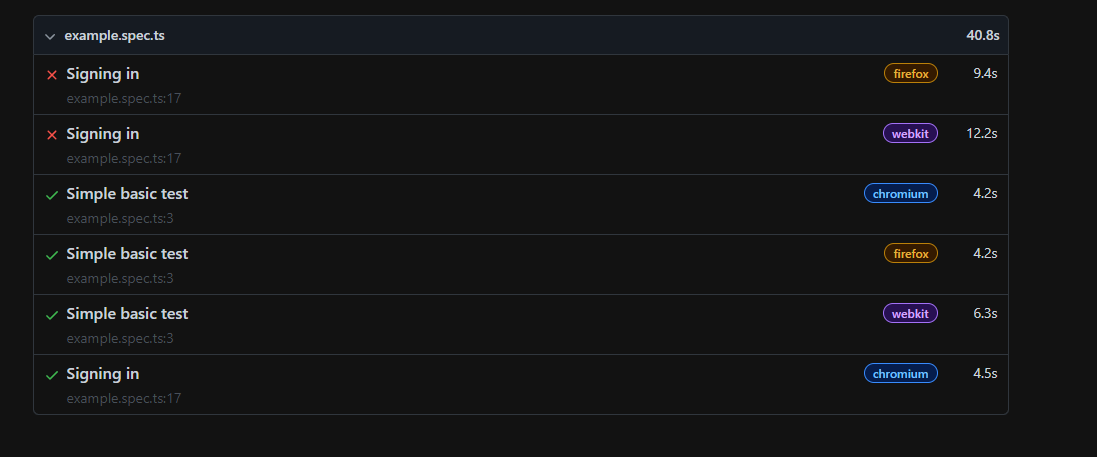 example.spec.ts 40.8s
Signing in firefox 9.4s
example.spec.ts:17
Signing in webkit 12.2s
example.spec.ts:17
Simple basic test chromium 4.2s
example.spec.ts:3
Simple basic test firefox 4.2s
example.spec.ts:3
Simple basic test webkit 6.3s
example.spec.ts:3
Signing in chromium 4.5s
example.spec.ts:17